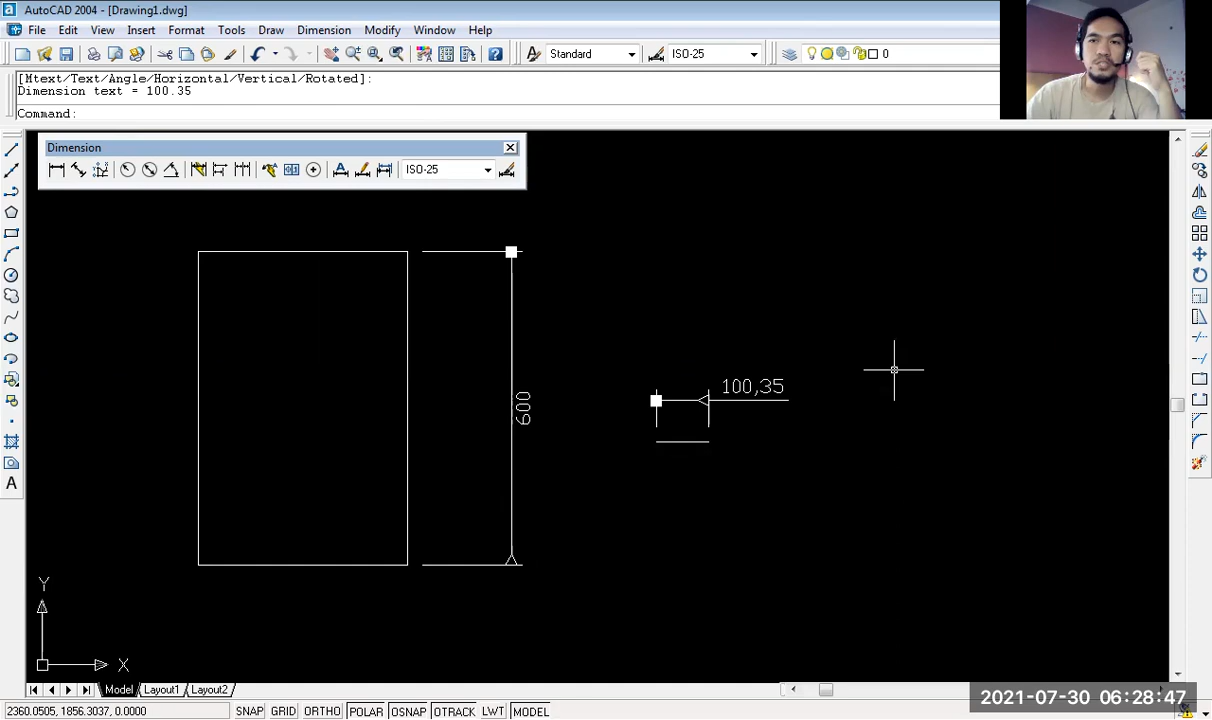 AutoCAD 2004 - [Drawing1.dwg]
File Edit View Insert Format Tools Draw Dimension Modify Window Help
Standard ISO-25 0
[Mtext/Text/Angle/Horizontal/Vertical/Rotated]:
Dimension text = 100.35
Command:
Dimension
ISO-25
600
100,35
Y
X
Model Layout1 Layout2
2360.0505, 1856.3037, 0.0000 SNAP GRID ORTHO POLAR OSNAP OTRACK LWT MODEL
2021-07-30 06:28:47